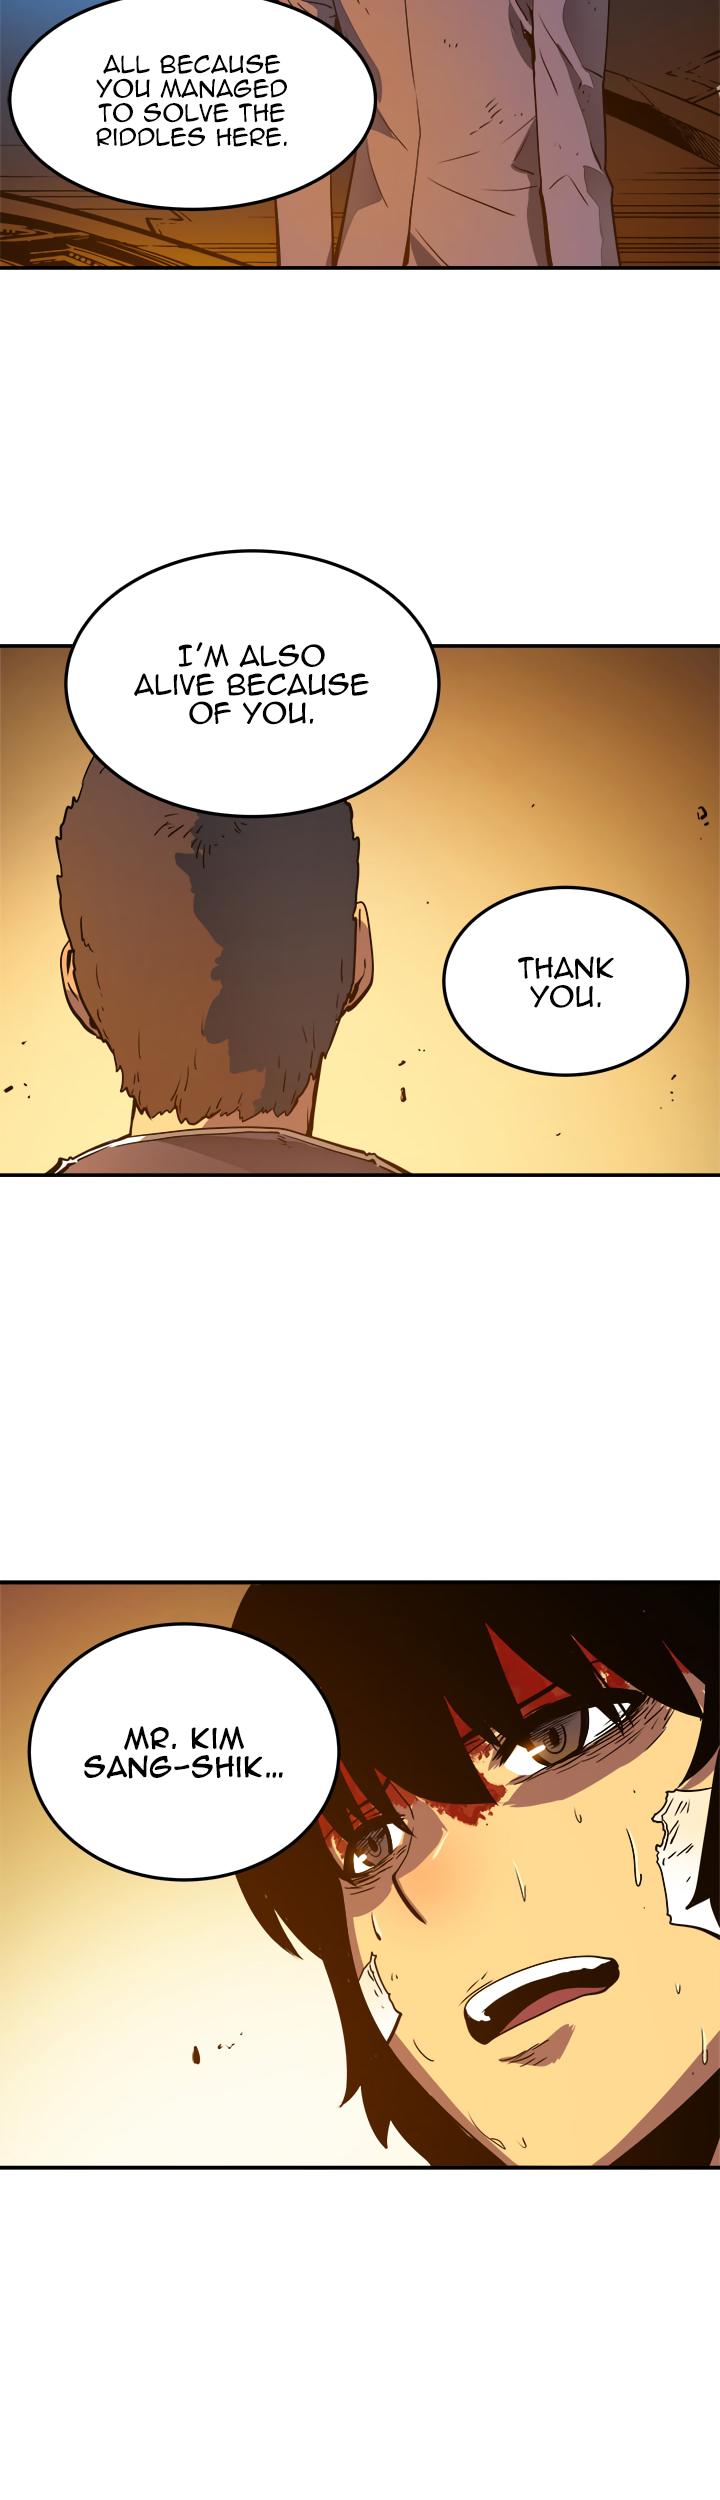 ALL BECAUSE
YOU MANAGED
TO SOLVE THE
RIDDLES HERE.
I'M ALSO
ALIVE BECAUSE
OF YOU.
THANK
YOU.
MR. KIM
SANG-SHIK...